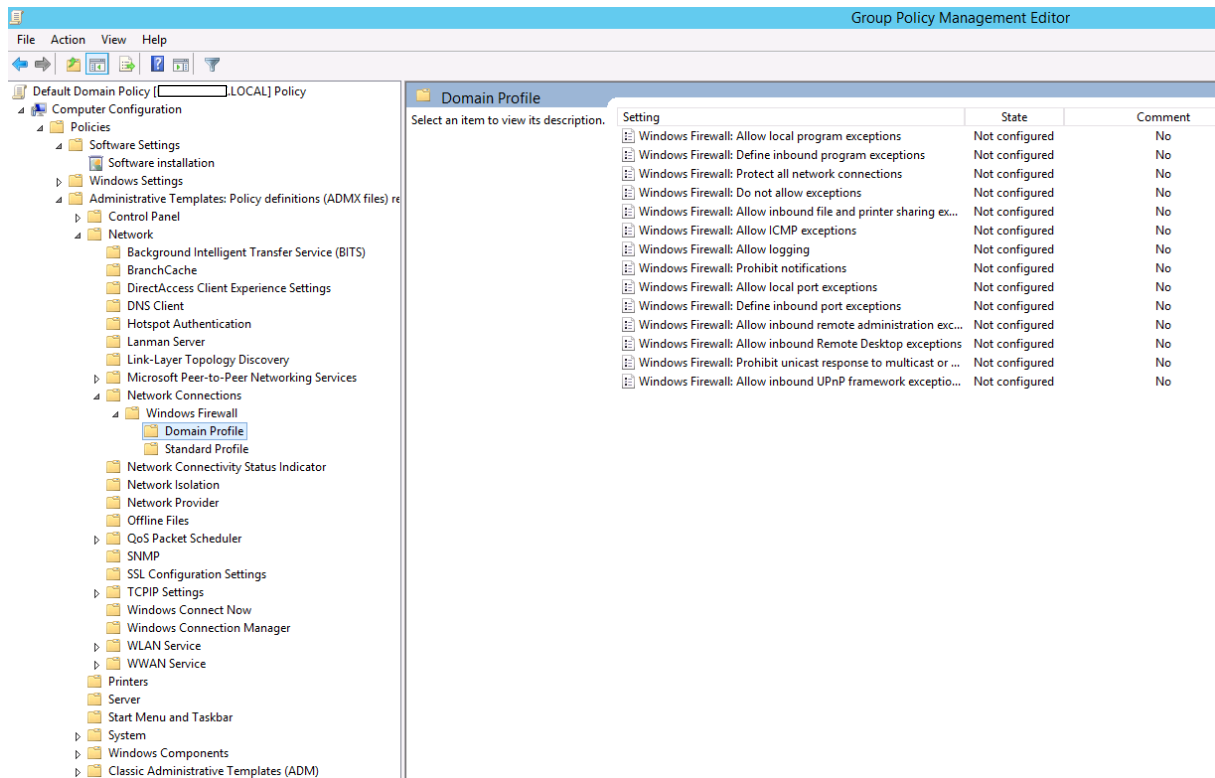 Group Policy Management Editor
File Action View Help
Default Domain Policy [ .LOCAL] Policy
Computer Configuration
Policies
Software Settings
Software installation
Windows Settings
Administrative Templates: Policy definitions (ADMX files) re
Control Panel
Network
Background Intelligent Transfer Service (BITS)
BranchCache
DirectAccess Client Experience Settings
DNS Client
Hotspot Authentication
Lanman Server
Link-Layer Topology Discovery
Microsoft Peer-to-Peer Networking Services
Network Connections
Windows Firewall
Domain Profile
Standard Profile
Network Connectivity Status Indicator
Network Isolation
Network Provider
Offline Files
QoS Packet Scheduler
SNMP
SSL Configuration Settings
TCPIP Settings
Windows Connect Now
Windows Connection Manager
WLAN Service
WWAN Service
Printers
Server
Start Menu and Taskbar
System
Windows Components
Classic Administrative Templates (ADM)
Domain Profile
Select an item to view its description.
Setting State Comment
Windows Firewall: Allow local program exceptions Not configured No
Windows Firewall: Define inbound program exceptions Not configured No
Windows Firewall: Protect all network connections Not configured No
Windows Firewall: Do not allow exceptions Not configured No
Windows Firewall: Allow inbound file and printer sharing ex... Not configured No
Windows Firewall: Allow ICMP exceptions Not configured No
Windows Firewall: Allow logging Not configured No
Windows Firewall: Prohibit notifications Not configured No
Windows Firewall: Allow local port exceptions Not configured No
Windows Firewall: Define inbound port exceptions Not configured No
Windows Firewall: Allow inbound remote administration exc... Not configured No
Windows Firewall: Allow inbound Remote Desktop exceptions Not configured No
Windows Firewall: Prohibit unicast response to multicast or ... Not configured No
Windows Firewall: Allow inbound UPnP framework exceptio... Not configured No